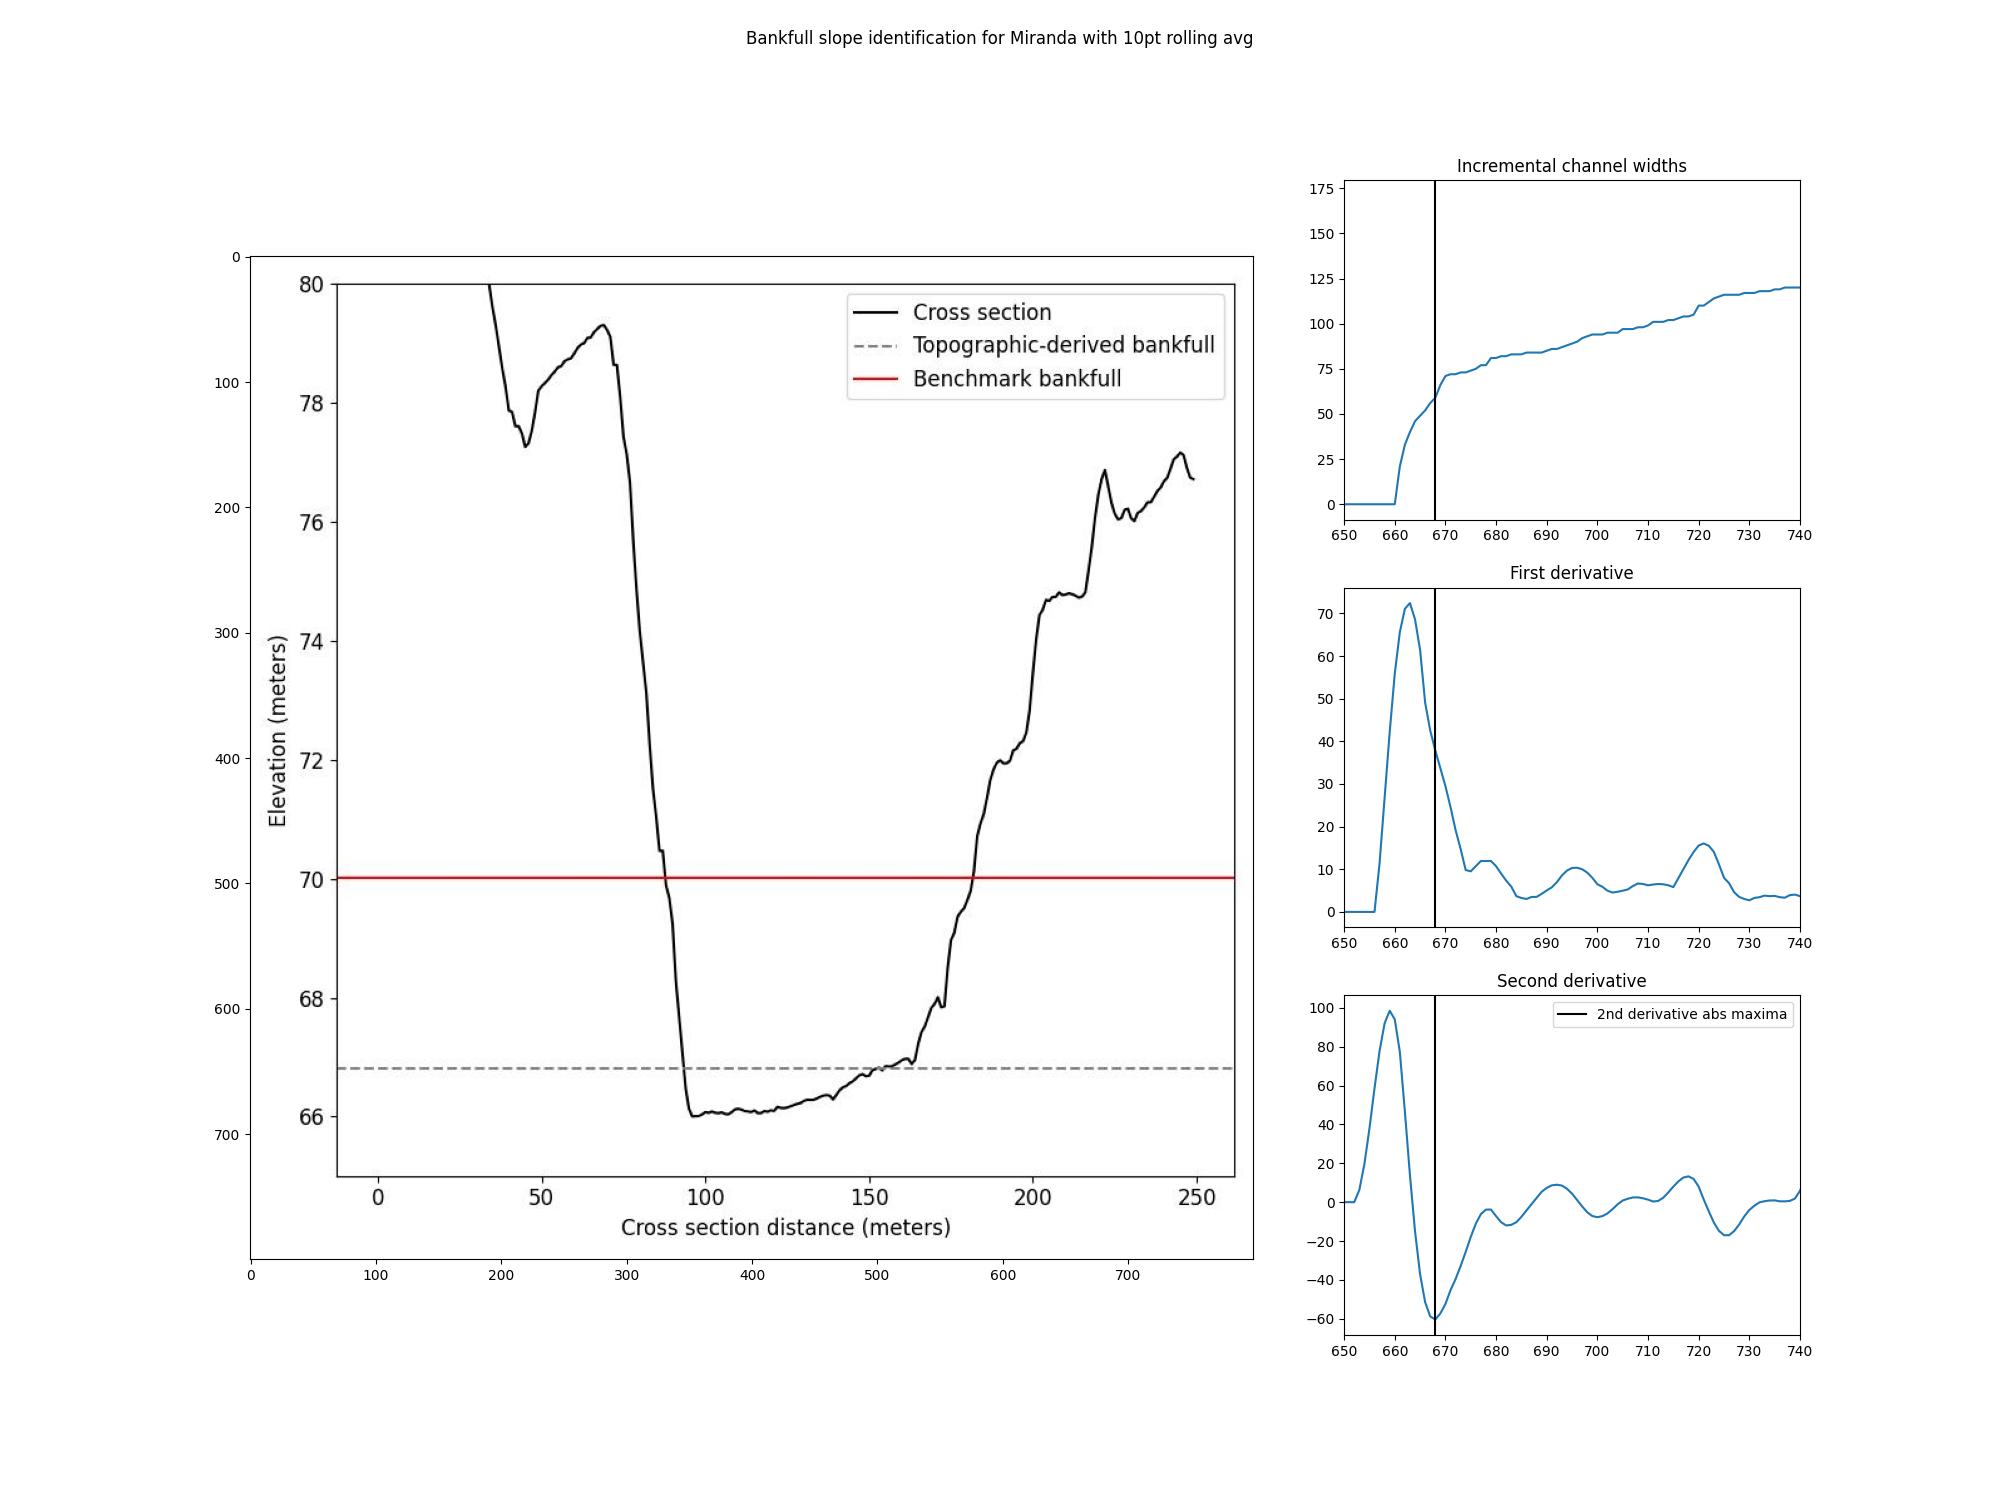 Bankfull slope identification for Miranda with 10pt rolling avg
0
100
200
300
400
500
600
700
80
78
76
74
72
70
68
66
Elevation (meters)
Cross section
Topographic-derived bankfull
Benchmark bankfull
0 50 100 150 200 250
Cross section distance (meters)
0 100 200 300 400 500 600 700
Incremental channel widths
175
150
125
100
75
50
25
0
650 660 670 680 690 700 710 720 730 740
First derivative
70
60
50
40
30
20
10
0
650 660 670 680 690 700 710 720 730 740
Second derivative
2nd derivative abs maxima
100
80
60
40
20
0
−20
−40
−60
650 660 670 680 690 700 710 720 730 740